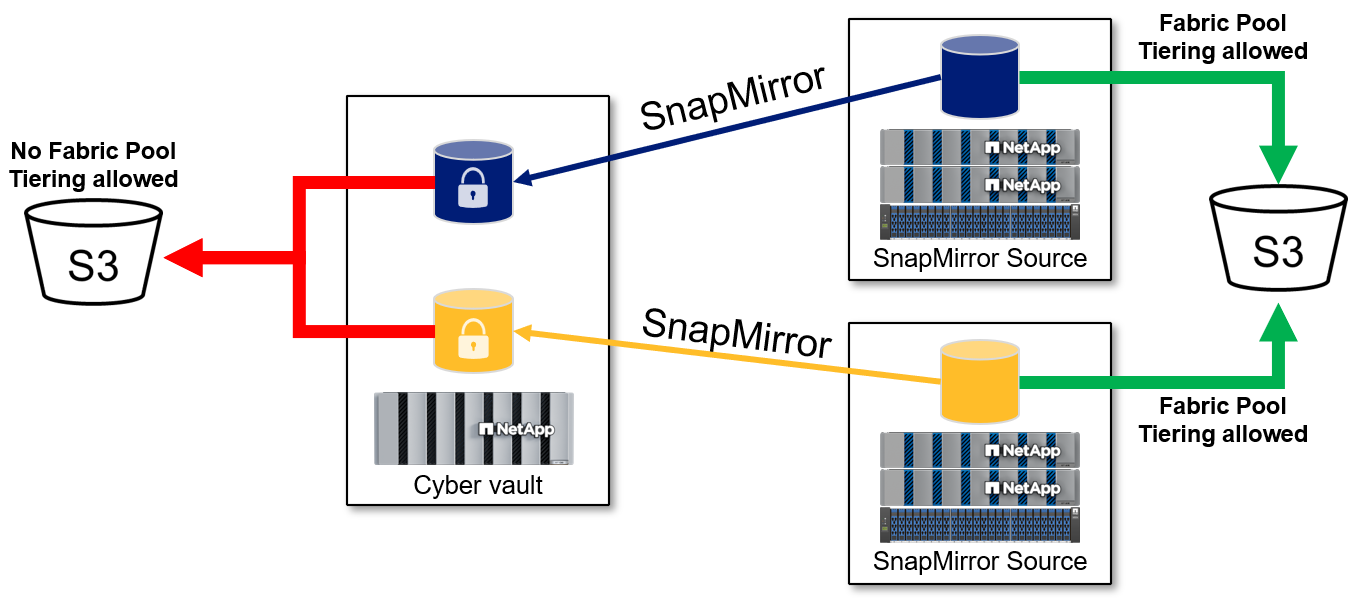 No Fabric Pool
Tiering allowed
S3
NetApp
Cyber vault
SnapMirror
SnapMirror
NetApp
NetApp
SnapMirror Source
NetApp
NetApp
SnapMirror Source
Fabric Pool
Tiering allowed
S3
Fabric Pool
Tiering allowed